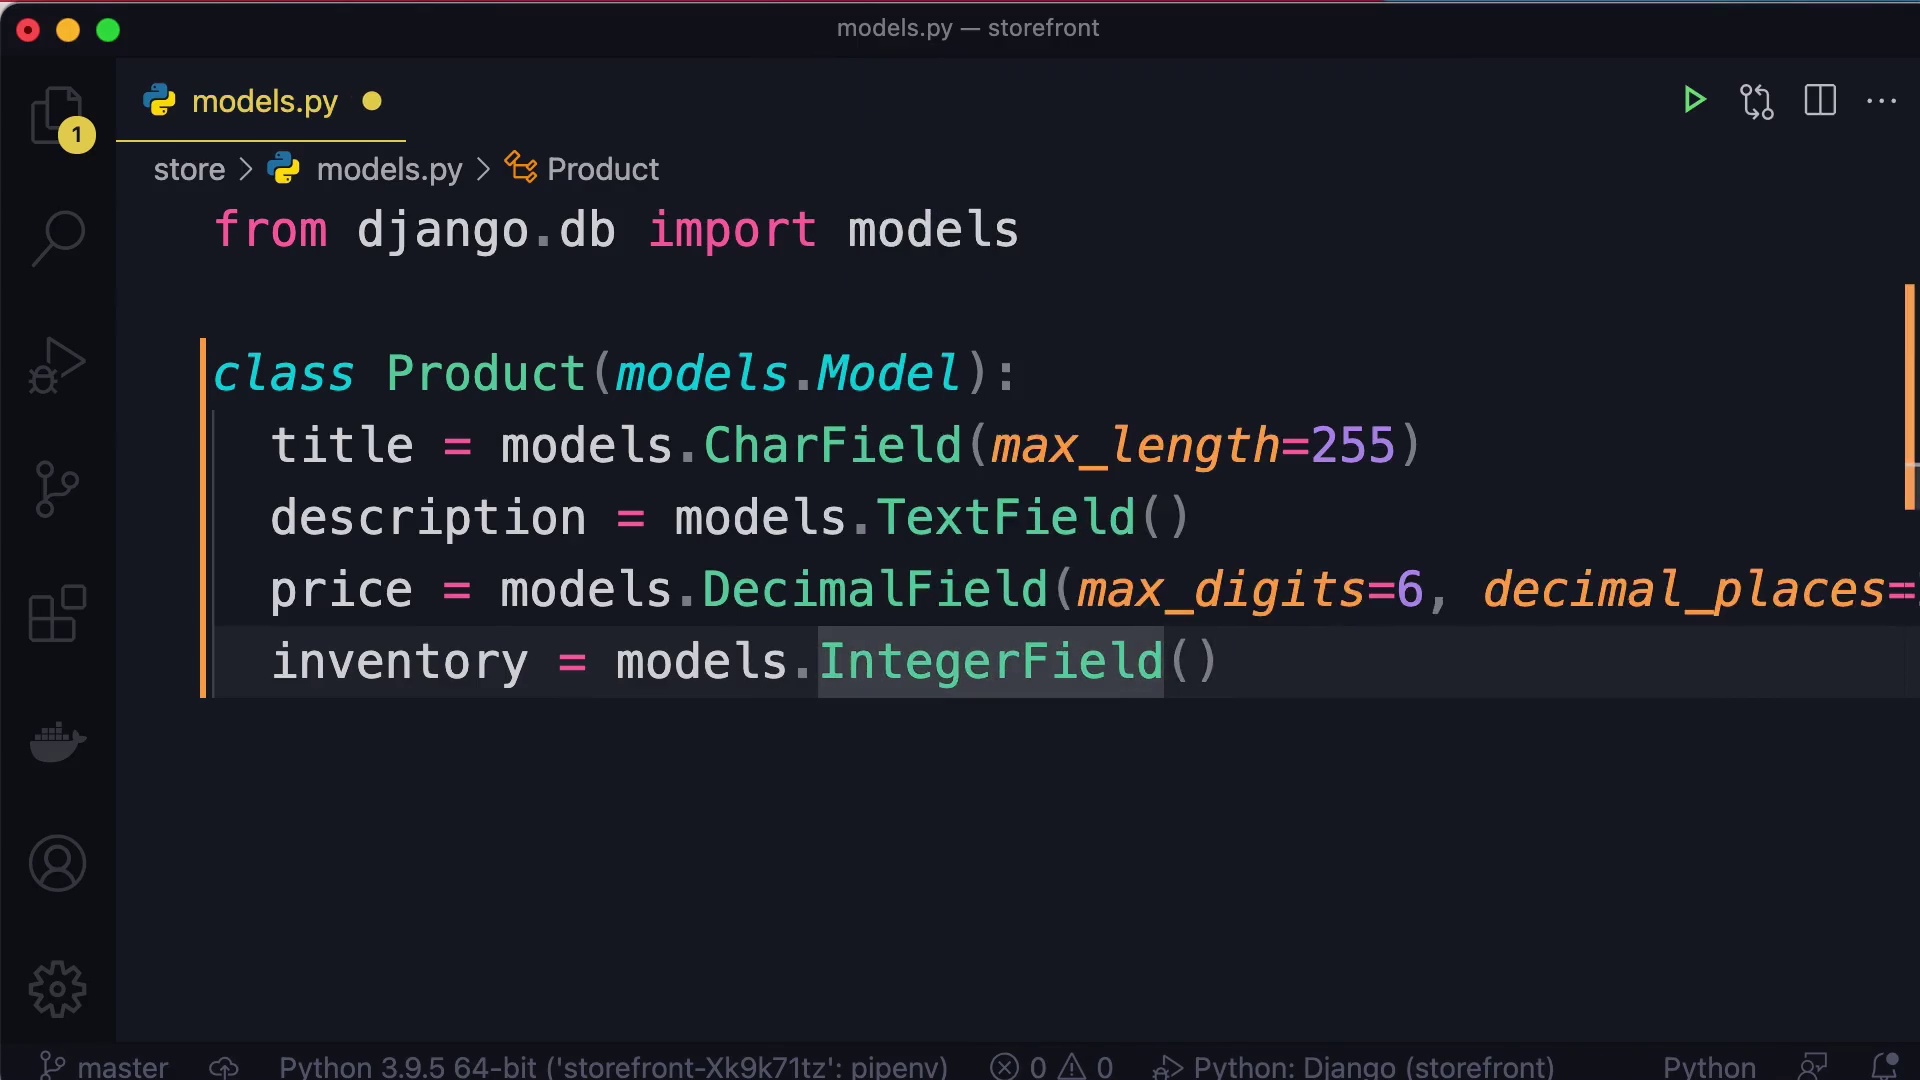 models.py — storefront
models.py
1
store > models.py > Product
from django.db import models
class Product(models.Model):
title = models.CharField(max_length=255)
description = models.TextField()
price = models.DecimalField(max_digits=6, decimal_places=
inventory = models.IntegerField()
master Python 3.9.5 64-bit ('storefront-Xk9k71tz': pipenv) 0 0 Python: Django (storefront) Python